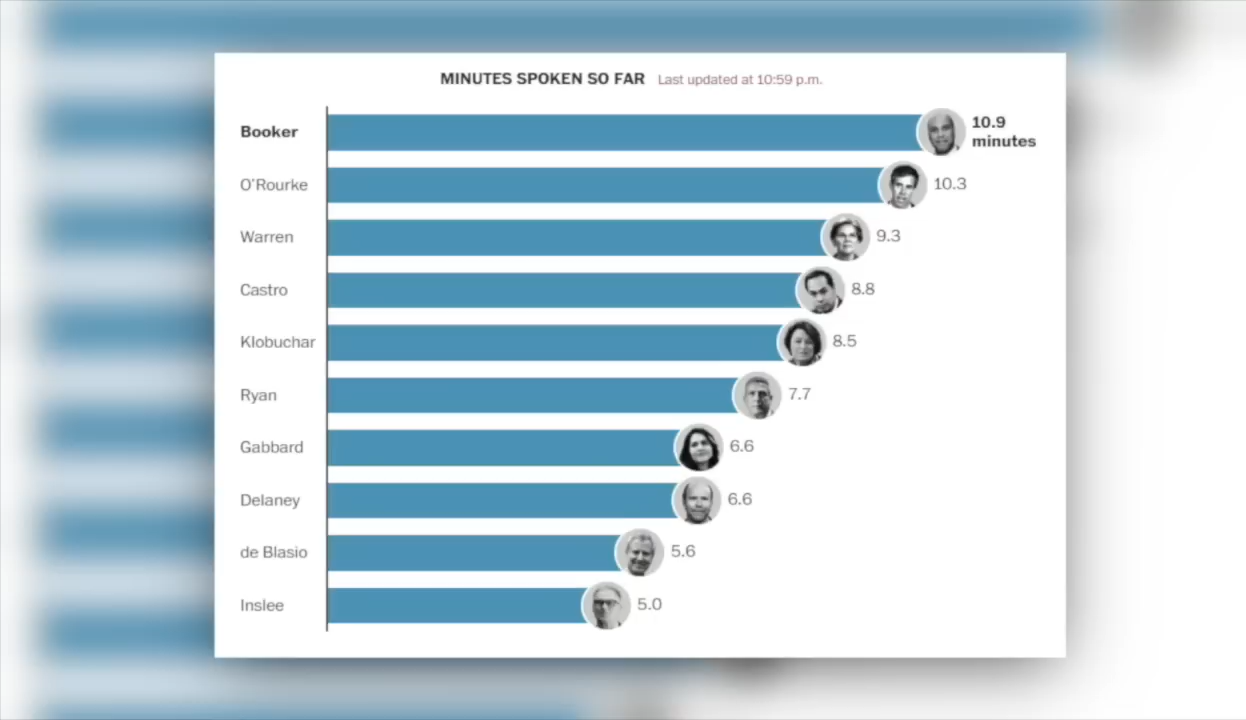 MINUTES SPOKEN SO FAR Last updated at 10:59 p.m.
Booker 10.9 minutes
O'Rourke 10.3
Warren 9.3
Castro 8.8
Klobuchar 8.5
Ryan 7.7
Gabbard 6.6
Delaney 6.6
de Blasio 5.6
Inslee 5.0